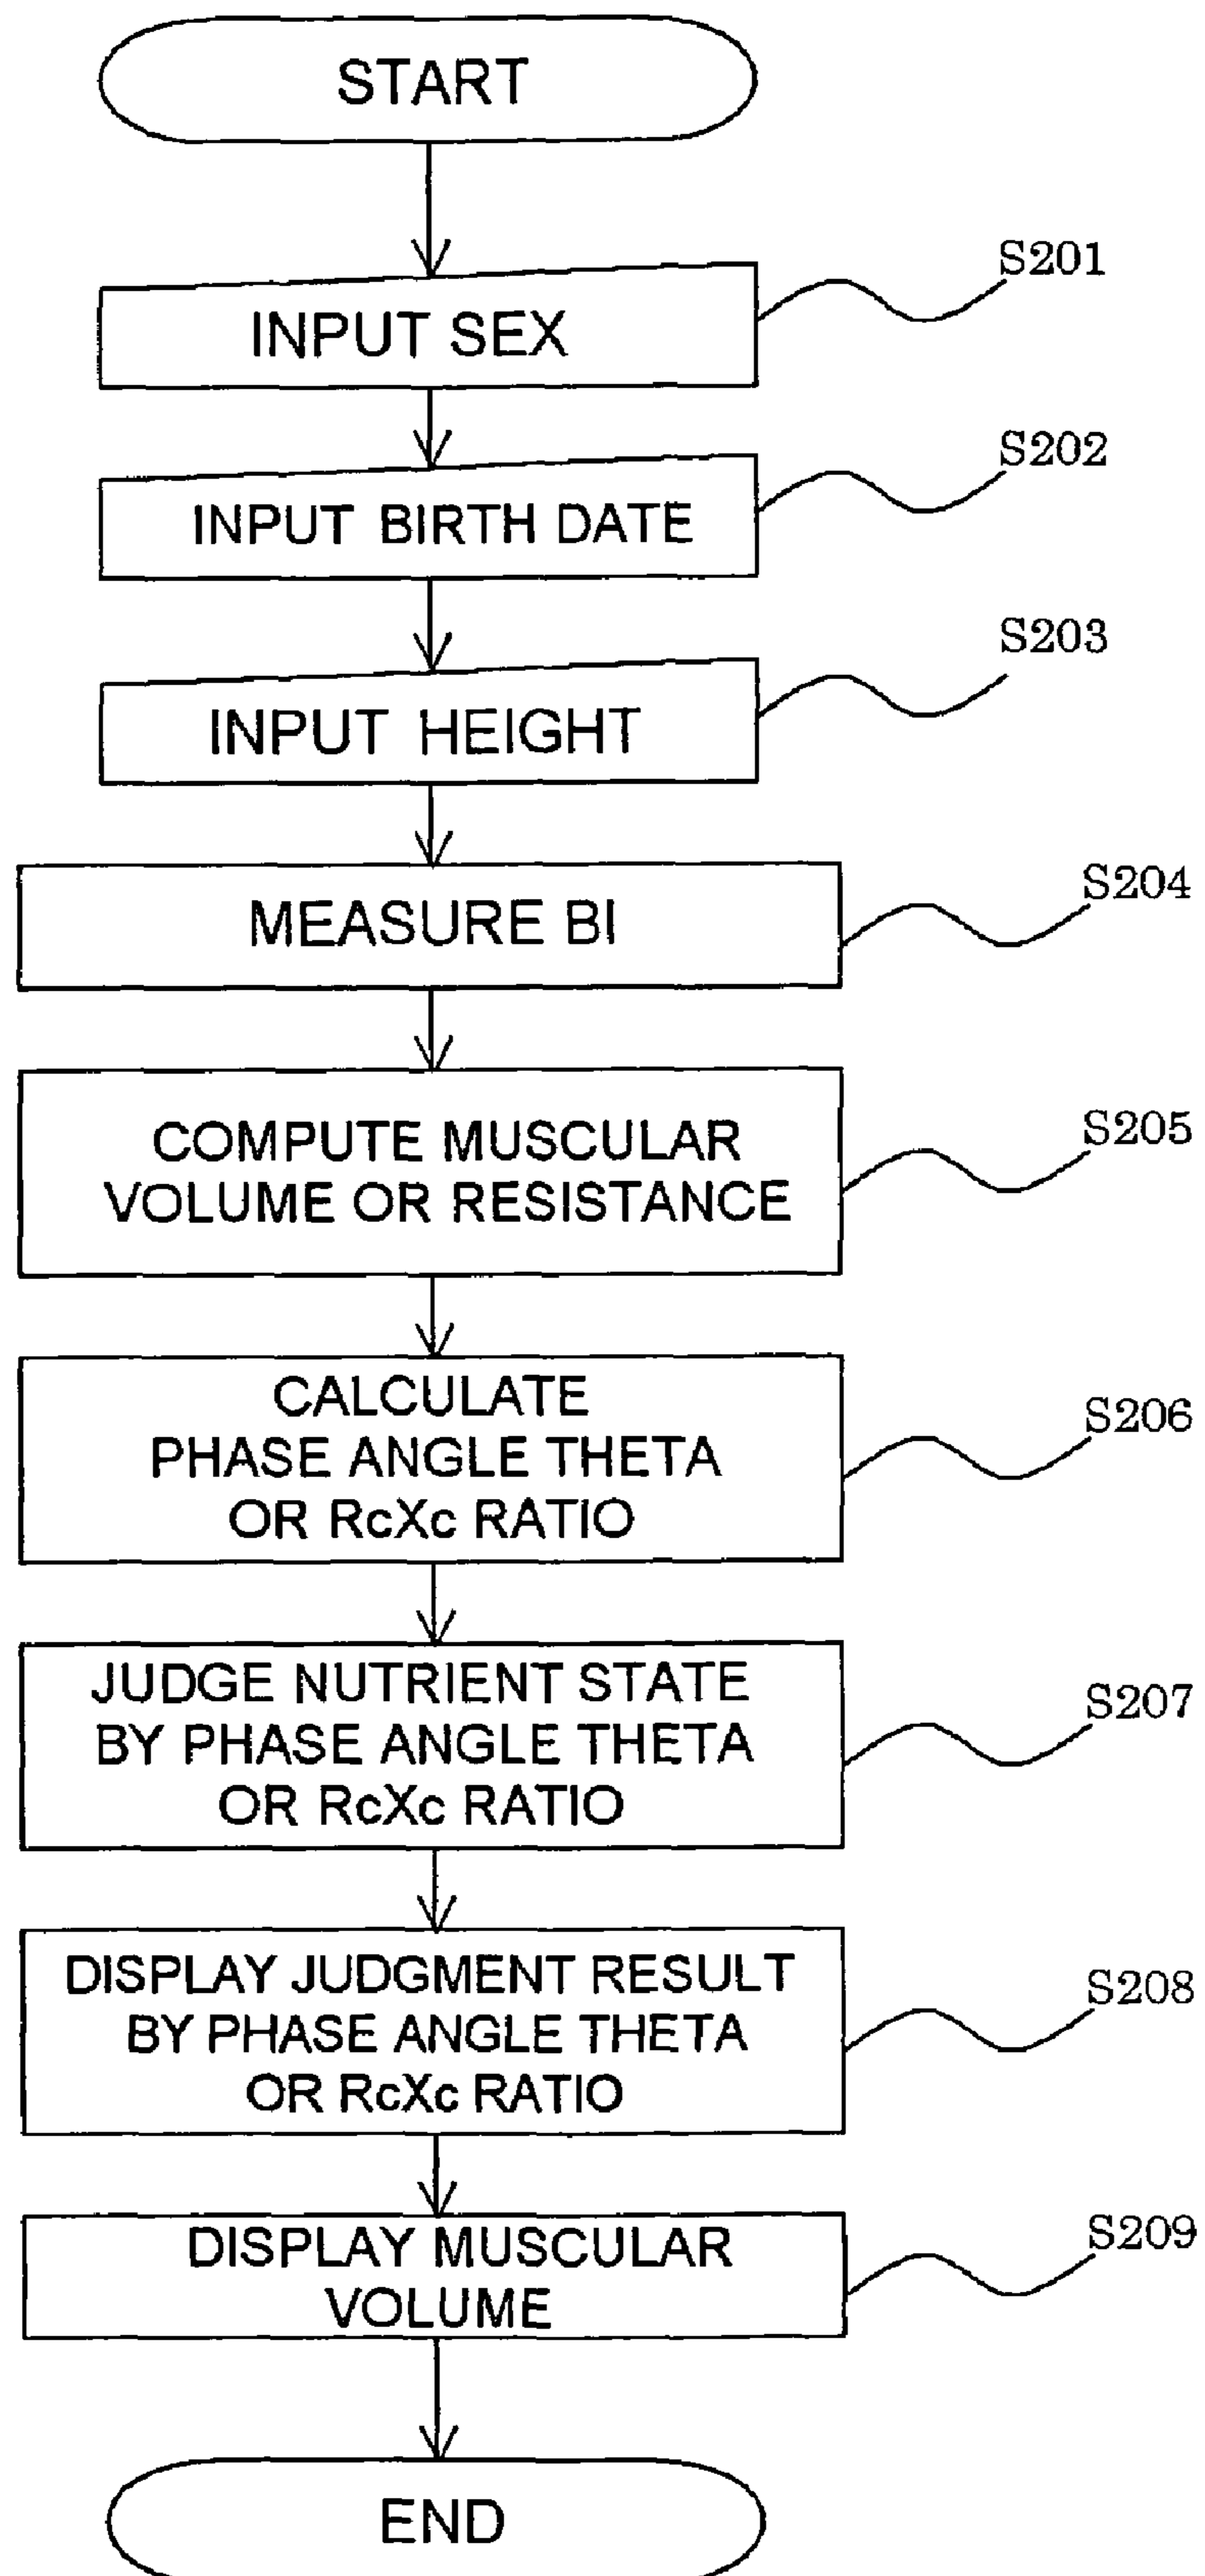 START
S201
INPUT SEX
S202
INPUT BIRTH DATE
S203
INPUT HEIGHT
S204
MEASURE BI
S205
COMPUTE MUSCULAR
VOLUME OR RESISTANCE
S206
CALCULATE
PHASE ANGLE THETA
OR RcXc RATIO
S207
JUDGE NUTRIENT STATE
BY PHASE ANGLE THETA
OR RcXc RATIO
S208
DISPLAY JUDGMENT RESULT
BY PHASE ANGLE THETA
OR RcXc RATIO
S209
DISPLAY MUSCULAR
VOLUME
END